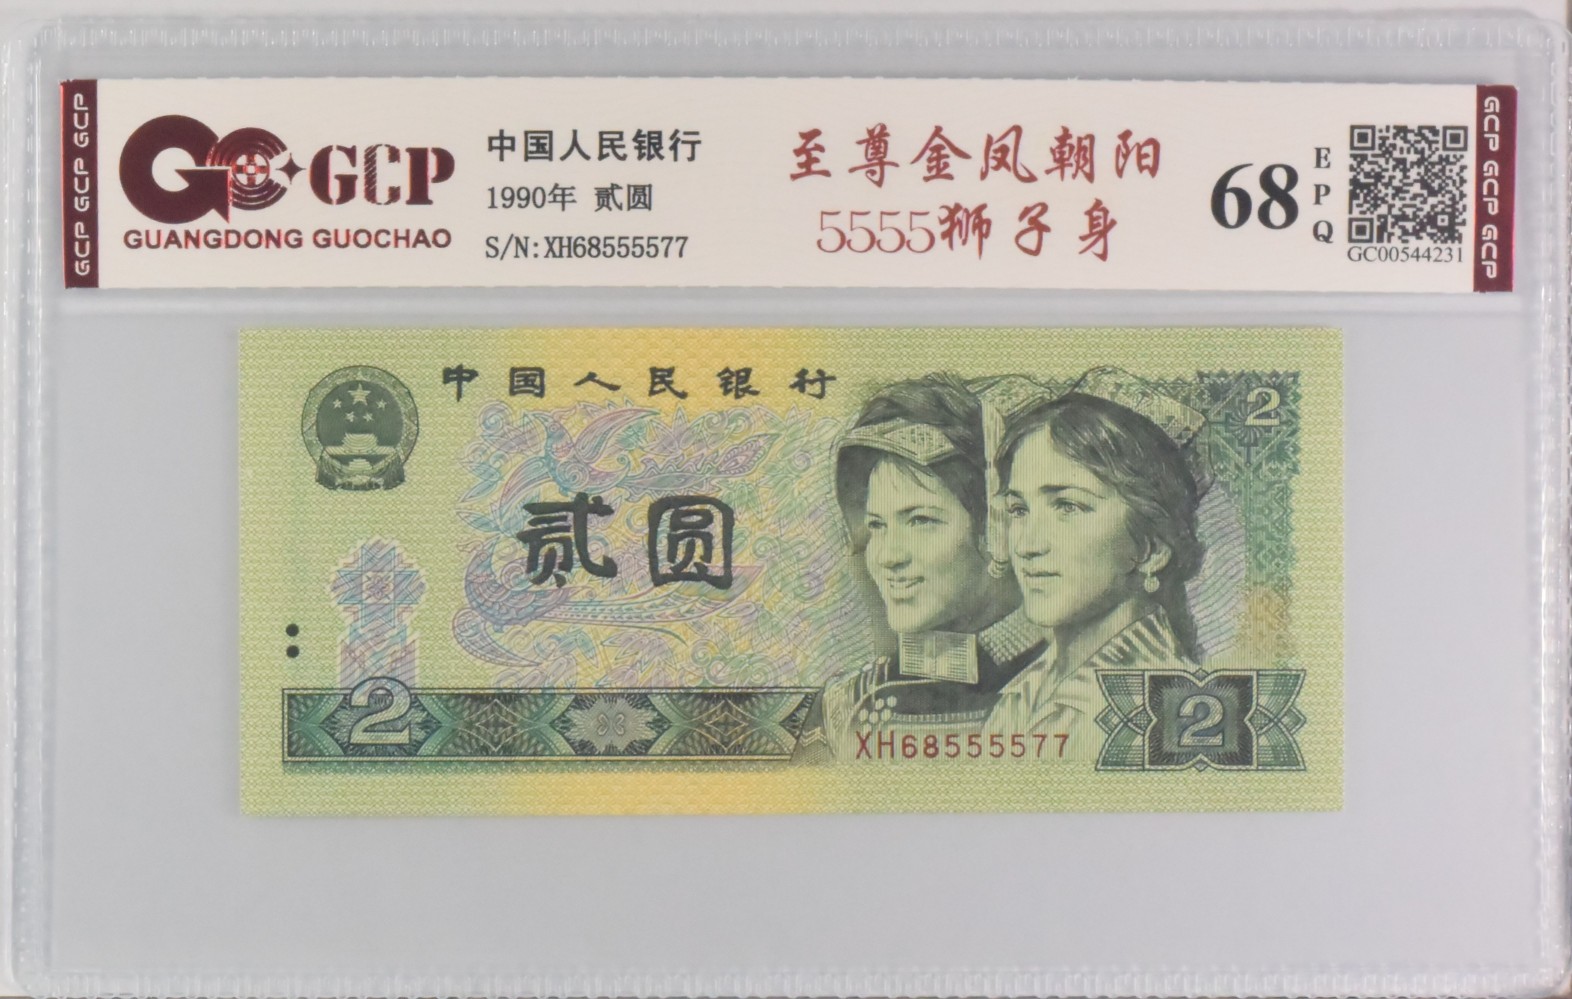 GCP GCP GCP
GCP
GUANGDONG GUOCHAO
中国人民银行
1990年 贰圆
S/N:XH68555577
至尊金凤朝阳
5555狮子身
68
EPQ
GC00544231
GCP GCP GCP
中国人民银行
2
贰圆
2
XH68555577
2